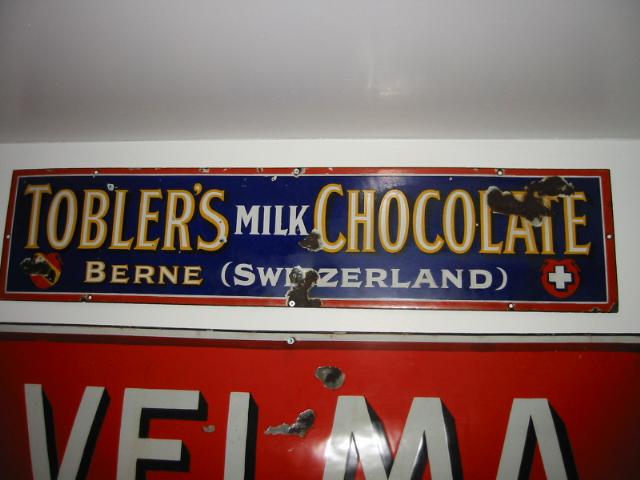 TOBLER'S MILK CHOCOLATE
BERNE (SWITZERLAND)
VELMA